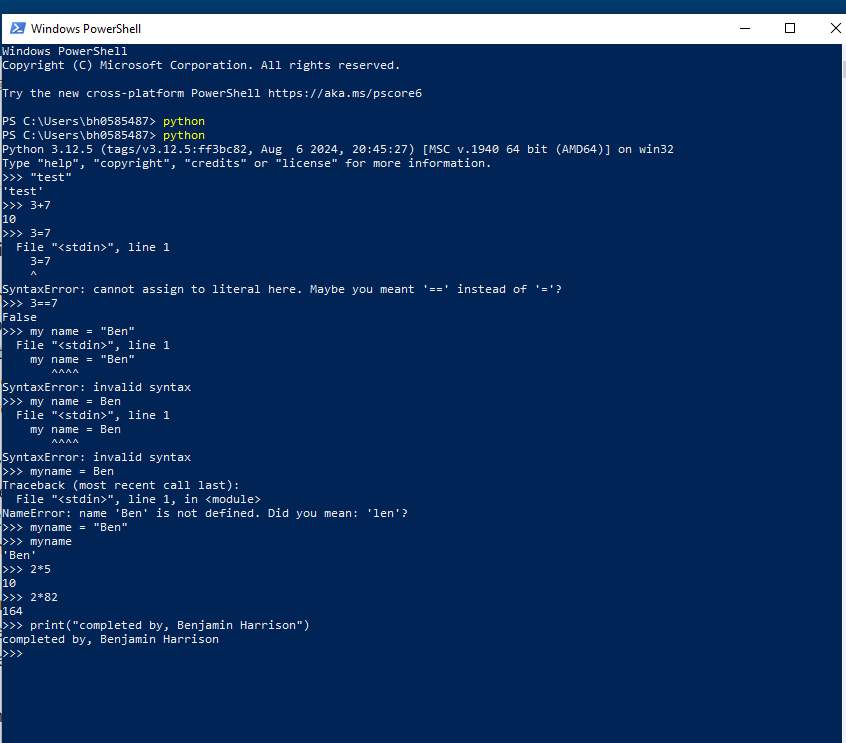 Windows PowerShell
Windows PowerShell
Copyright (C) Microsoft Corporation. All rights reserved.
Try the new cross-platform PowerShell https://aka.ms/pscore6
PS C:\Users\bh0585487> python
PS C:\Users\bh0585487> python
Python 3.12.5 (tags/v3.12.5:ff3bc82, Aug  6 2024, 20:45:27) [MSC v.1940 64 bit (AMD64)] on win32
Type "help", "copyright", "credits" or "license" for more information.
>>> "test"
'test'
>>> 3+7
10
>>> 3=7
  File "<stdin>", line 1
    3=7
    ^
SyntaxError: cannot assign to literal here. Maybe you meant '==' instead of '='?
>>> 3==7
False
>>> my name = "Ben"
  File "<stdin>", line 1
    my name = "Ben"
       ^^^^
SyntaxError: invalid syntax
>>> my name = Ben
  File "<stdin>", line 1
    my name = Ben
       ^^^^
SyntaxError: invalid syntax
>>> myname = Ben
Traceback (most recent call last):
  File "<stdin>", line 1, in <module>
NameError: name 'Ben' is not defined. Did you mean: 'len'?
>>> myname = "Ben"
>>> myname
'Ben'
>>> 2*5
10
>>> 2*82
164
>>> print("completed by, Benjamin Harrison")
completed by, Benjamin Harrison
>>>